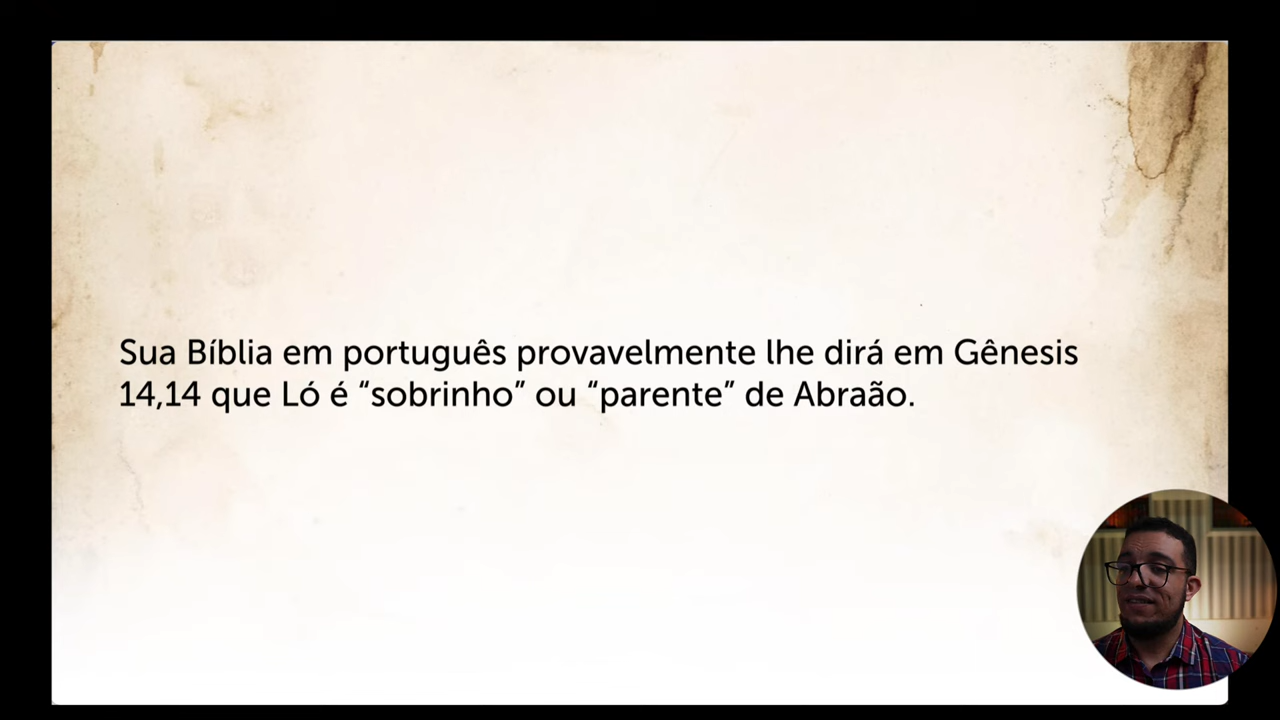 Sua Bíblia em português provavelmente lhe dirá em Gênesis
14,14 que Ló é “sobrinho” ou “parente” de Abraão.